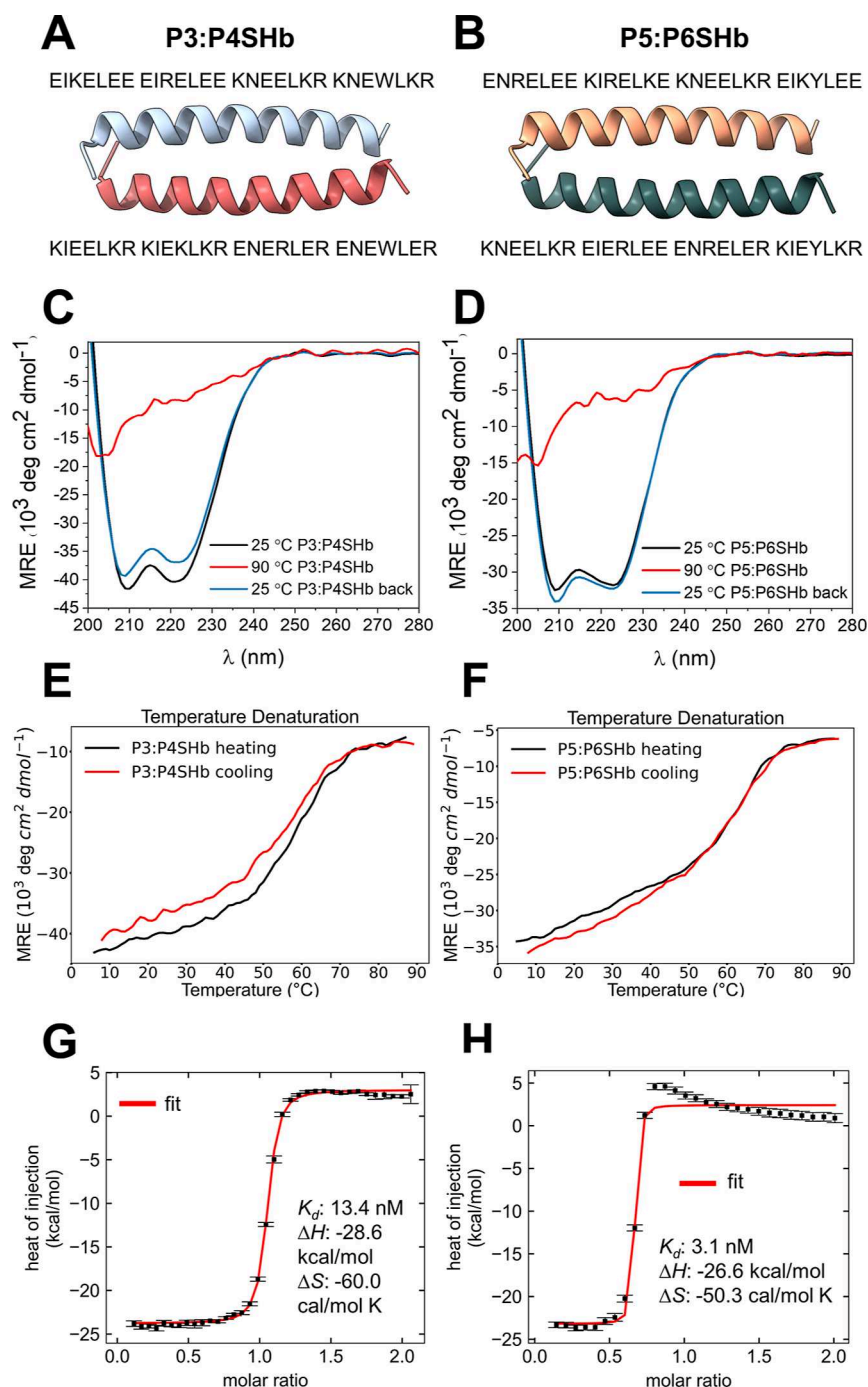 A
P3:P4SHb
EIKELEE EIRELEE KNEELKR KNEWLKR
KIEELKR KIEKLKR ENERLER ENEWLER
B
P5:P6SHb
ENRELEE KIRELKE KNEELKR EIKYLEE
KNEELKR EIERLEE ENRELER KIEYLKR
C
MRE (10³ deg cm² dmol⁻¹)
0
-5
-10
-15
-20
-25
-30
-35
-40
-45
25 °C P3:P4SHb
90 °C P3:P4SHb
25 °C P3:P4SHb back
200 210 220 230 240 250 260 270 280
λ (nm)
D
MRE (10³ deg cm² dmol⁻¹)
0
-5
-10
-15
-20
-25
-30
-35
25 °C P5:P6SHb
90 °C P5:P6SHb
25 °C P5:P6SHb back
200 210 220 230 240 250 260 270 280
λ (nm)
E
Temperature Denaturation
MRE (10³ deg cm² dmol⁻¹)
−10
−20
−30
−40
P3:P4SHb heating
P3:P4SHb cooling
0 10 20 30 40 50 60 70 80 90
Temperature (°C)
F
Temperature Denaturation
MRE (10³ deg cm² dmol⁻¹)
−5
−10
−15
−20
−25
−30
−35
P5:P6SHb heating
P5:P6SHb cooling
0 10 20 30 40 50 60 70 80 90
Temperature (°C)
G
heat of injection
(kcal/mol)
5
0
−5
−10
−15
−20
−25
fit
Kd: 13.4 nM
ΔH: -28.6
kcal/mol
ΔS: -60.0
cal/mol K
0.0 0.5 1.0 1.5 2.0
molar ratio
H
heat of injection
(kcal/mol)
5
0
−5
−10
−15
−20
−25
fit
Kd: 3.1 nM
ΔH: -26.6 kcal/mol
ΔS: -50.3 cal/mol K
0.0 0.5 1.0 1.5 2.0
molar ratio